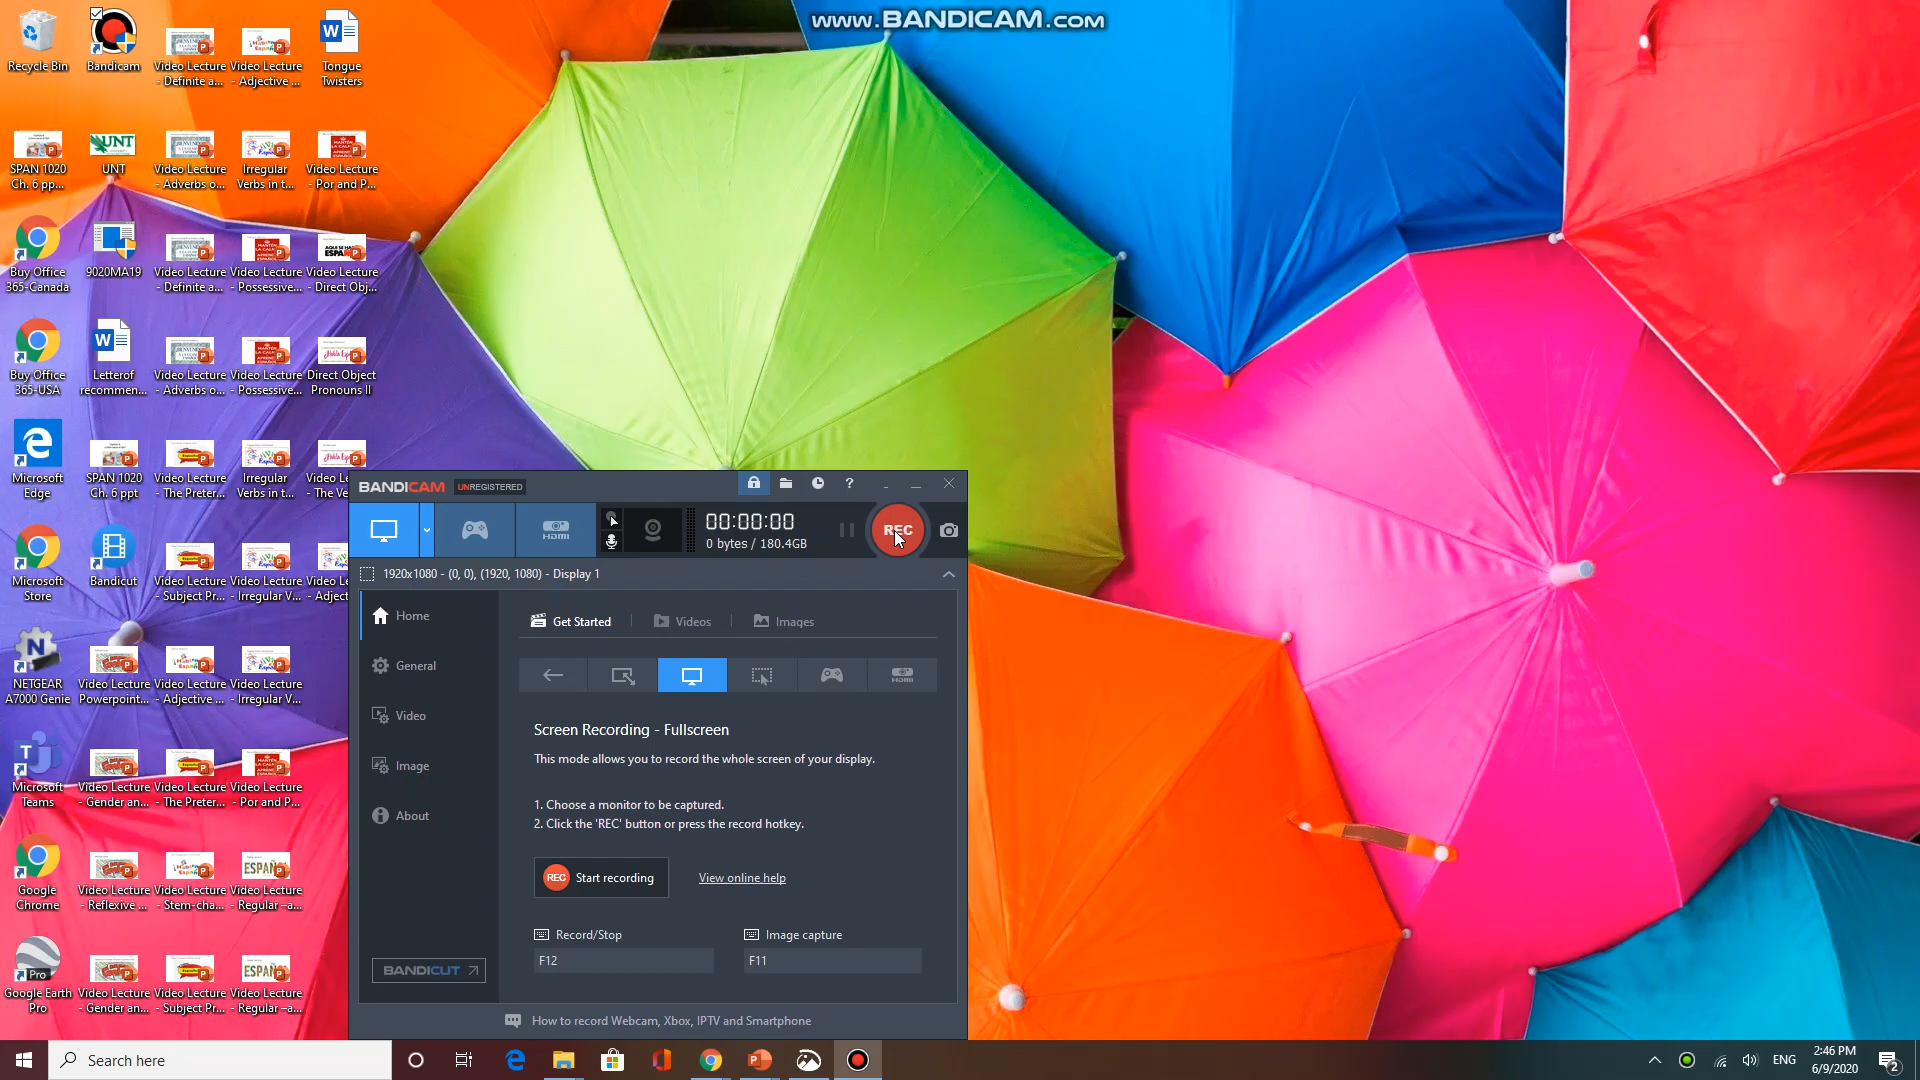 www.BANDICAM.com
Recycle Bin
Bandicam
Video Lecture
- Definite a...
Video Lecture
- Adjective ...
Tongue
Twisters
SPAN 1020
Ch. 6 pp...
UNT
UNT
Video Lecture
- Adverbs o...
Irregular
Verbs in t...
Video Lecture
- Por and P...
Buy Office
365-Canada
9020MA19
Video Lecture
- Definite a...
Video Lecture
- Possessive...
Video Lecture
- Direct Obj...
Buy Office
365-USA
Letterof
recommen...
Video Lecture
- Adverbs o...
Video Lecture
- Possessive...
Direct Object
Pronouns II
Microsoft
Edge
SPAN 1020
Ch. 6 ppt
Video Lecture
- The Preter...
Irregular
Verbs in t...
Microsoft
Store
Bandicut
Video Lecture
- Subject Pr...
Video Lecture
- Irregular V...
NETGEAR
A7000 Genie
Video Lecture
Powerpoint...
Video Lecture
- Adjective ...
Video Lecture
- Irregular V...
Microsoft
Teams
Video Lecture
- Gender an...
Video Lecture
- The Preter...
Video Lecture
- Por and P...
Google
Chrome
Video Lecture
- Reflexive ...
Video Lecture
- Stem-cha...
ESPAÑOL
Video Lecture
- Regular –a...
Pro
Google Earth
Pro
Video Lecture
- Gender an...
Video Lecture
- Subject Pr...
ESPAÑOL
Video Lecture
- Regular –a...
BANDICAM UNREGISTERED
HDMI
00:00:00
0 bytes / 180.4GB
REC
1920x1080 - (0, 0), (1920, 1080) - Display 1
Home
General
Video
Image
About
BANDICUT
Get Started
Videos
Images
HDMI
Screen Recording - Fullscreen
This mode allows you to record the whole screen of your display.
1. Choose a monitor to be captured.
2. Click the 'REC' button or press the record hotkey.
REC Start recording
View online help
Record/Stop
F12
Image capture
F11
How to record Webcam, Xbox, IPTV and Smartphone
Search here
ENG
2:46 PM
6/9/2020
2